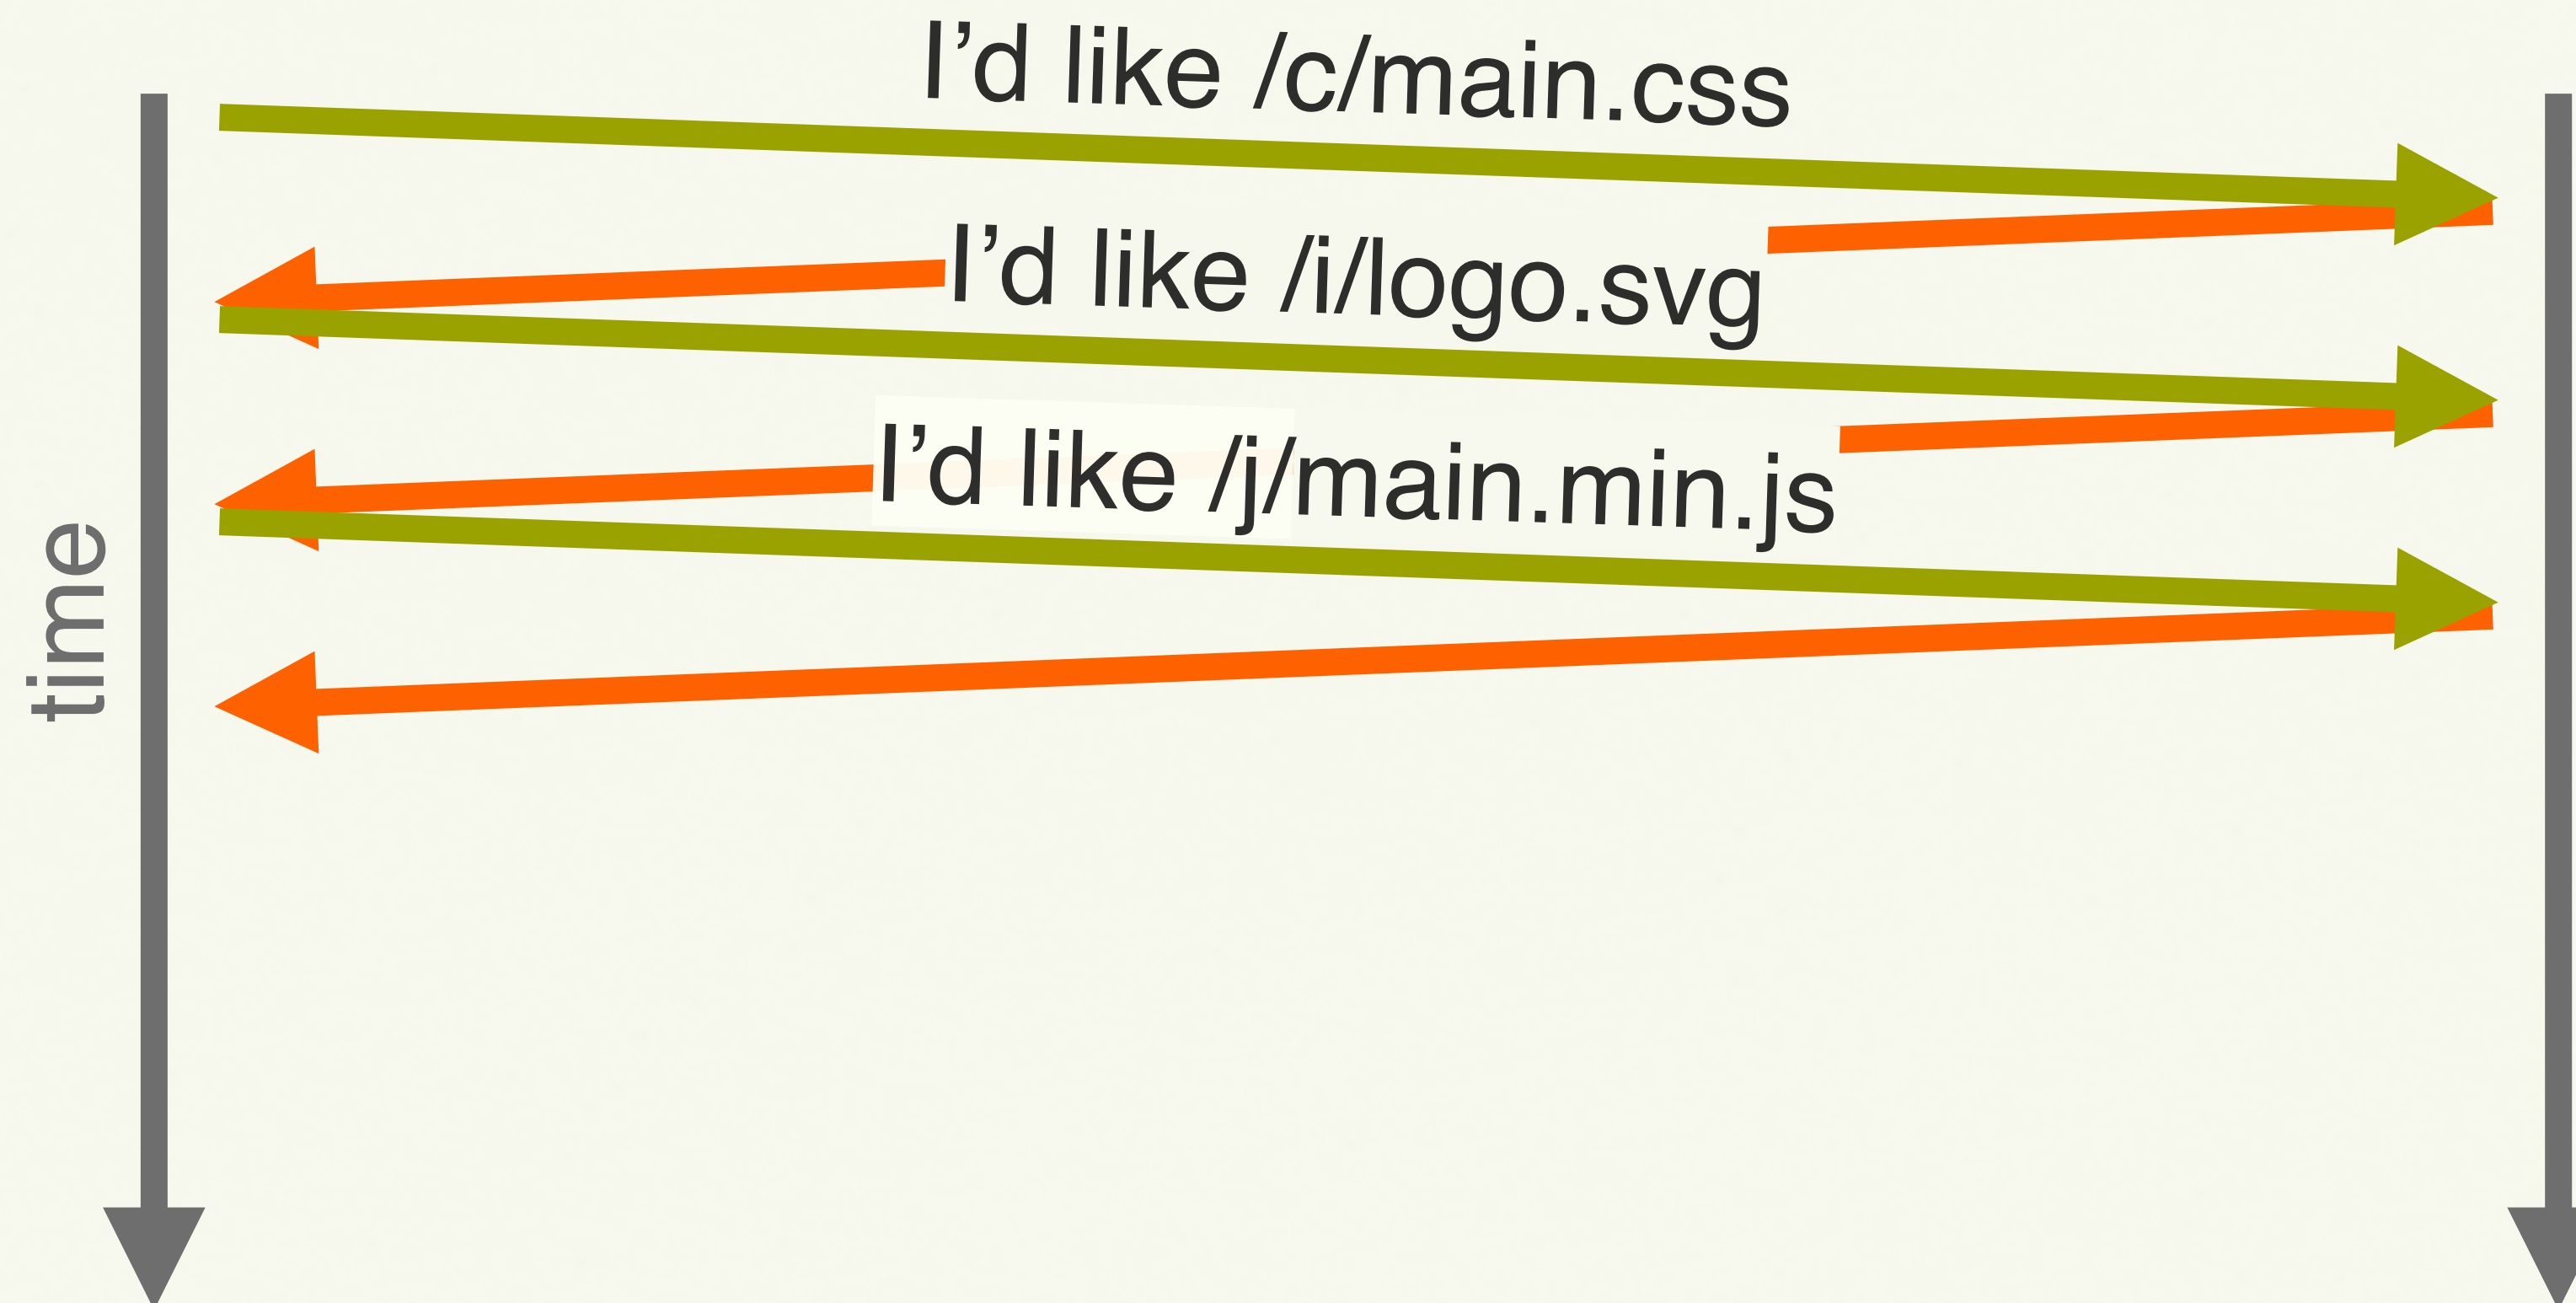 I’d like /c/main.css
I’d like /i/logo.svg
I’d like /j/main.min.js
time